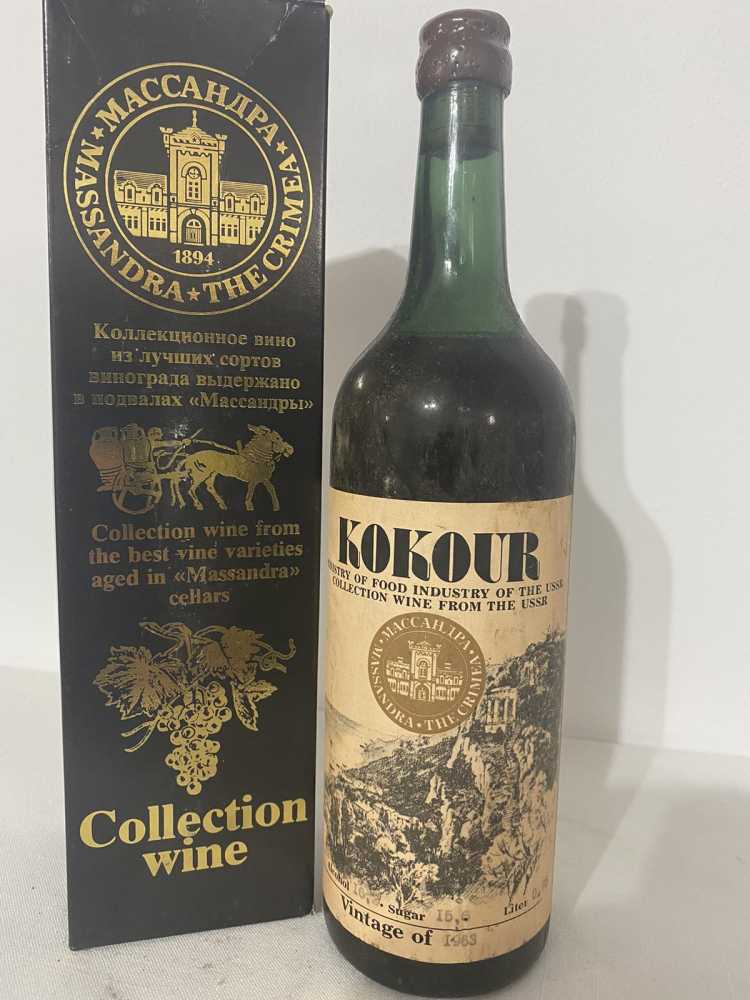 МАССАНДРА
MASSANDRA ★ THE CRIMEA
1894
Коллекционное вино
из лучших сортов
винограда выдержано
в подвалах «Массандры»
Collection wine from
the best vine varieties
aged in «Massandra»
cellars
Collection
wine
KOKOUR
OF FOOD INDUSTRY OF THE USSR
COLLECTION WINE FROM THE USSR
МАССАНДРА
MASSANDRA · THE CRIMEA
Sugar 15,6 Liter
Vintage of